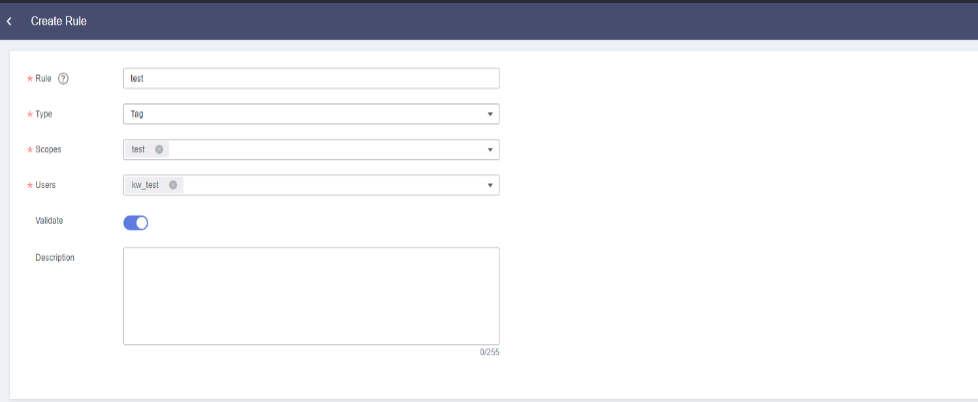 Create Rule
* Rule ? test
* Type Tag
* Scopes test
* Users kw_test
Validate
Description
0/255